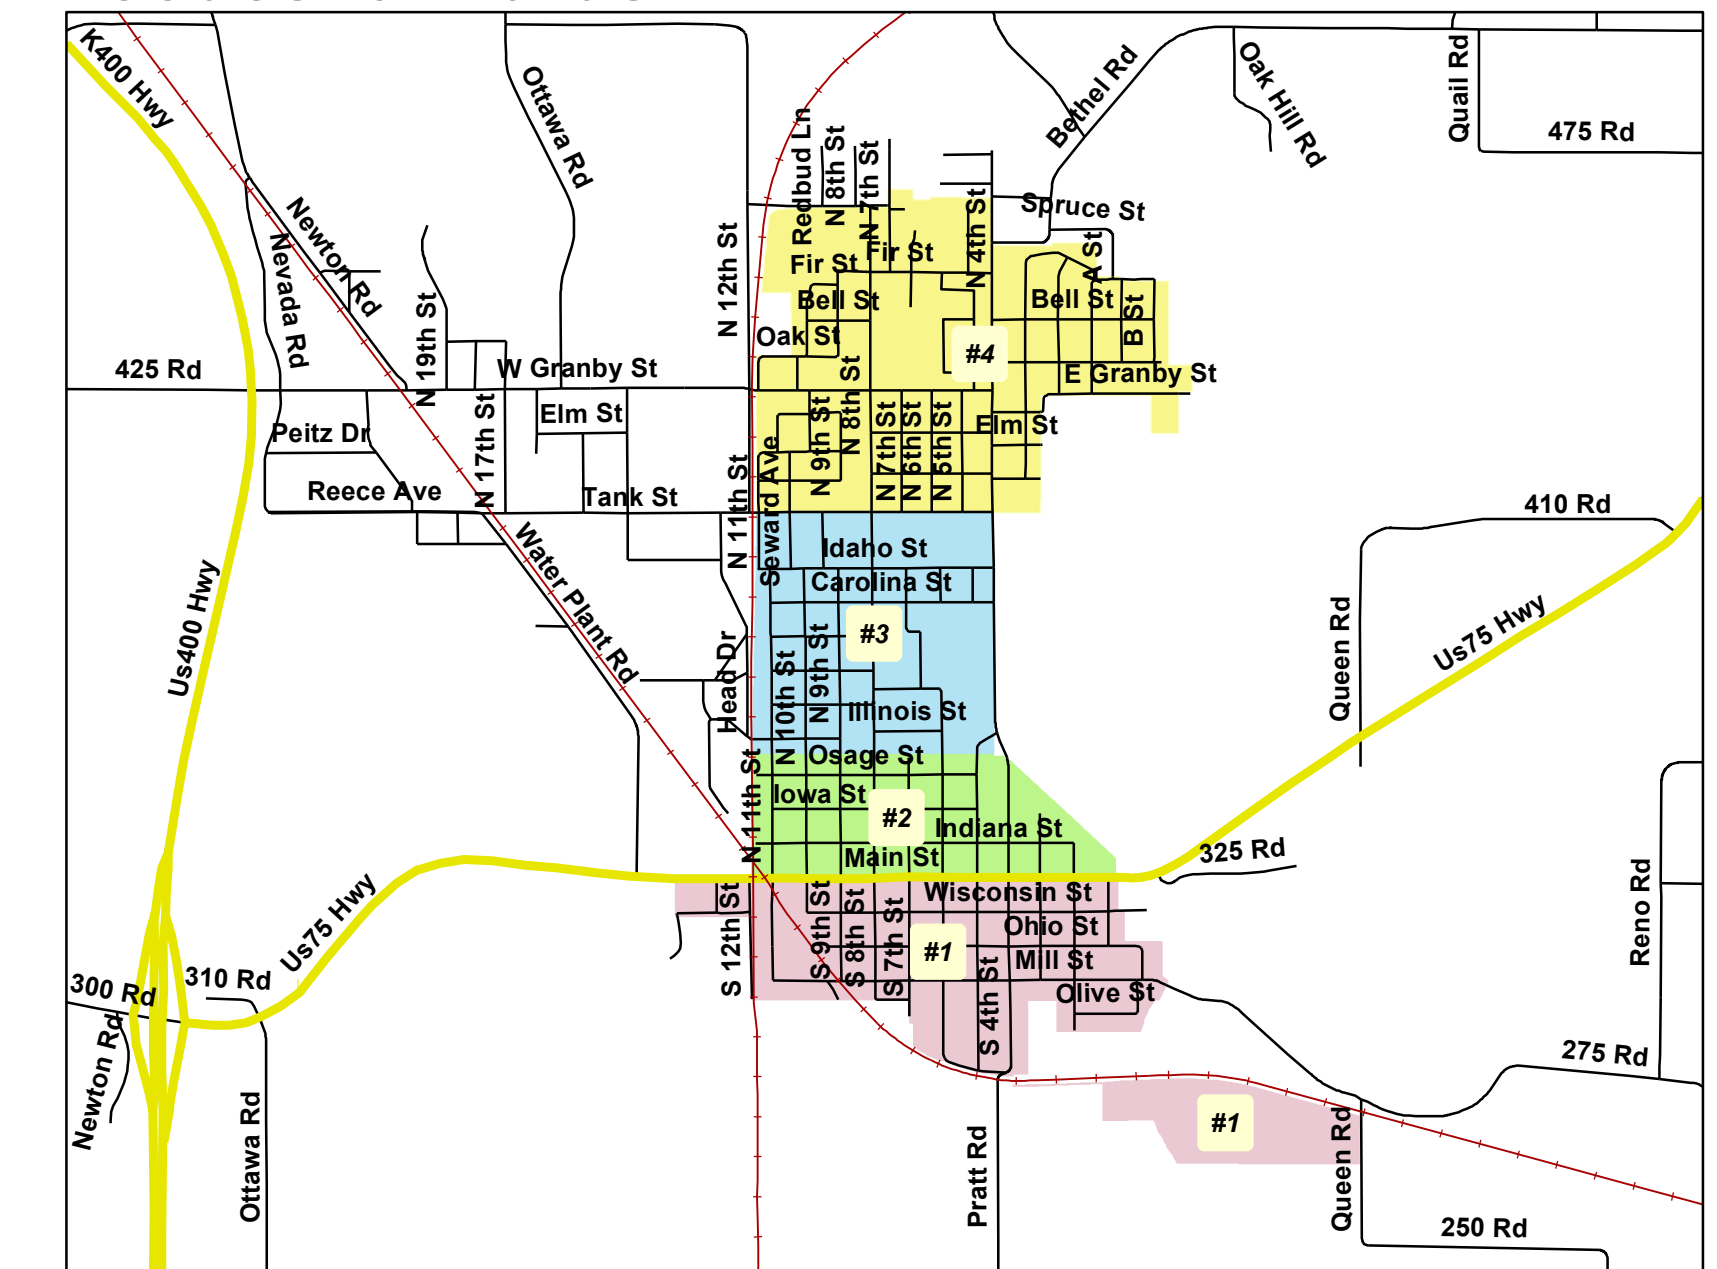 K400 Hwy
Ottawa Rd
Redbud Ln
N 8th St
N 7th St
Bethel Rd
Oak Hill Rd
Quail Rd
475 Rd
Newton Rd
Nevada Rd
N 19th St
N 12th St
N 4th St
Spruce St
A St
Fir St
Fir St
Bell St
Bell St
B St
Oak St
#4
425 Rd
W Granby St
E Granby St
Peitz Dr
Elm St
N 17th St
N 8th St
N 9th St
N 7th St
N 6th St
N 5th St
Elm St
Reece Ave
Tank St
N 11th St
Seward Ave
410 Rd
Idaho St
Carolina St
Water Plant Rd
Us400 Hwy
#3
Head Dr
N 10th St
N 9th St
Illinois St
Queen Rd
Us75 Hwy
Osage St
N 11th St
Iowa St
#2
Indiana St
Main St
325 Rd
Us75 Hwy
Wisconsin St
S 12th St
S 9th St
S 8th St
S 7th St
Ohio St
#1
Mill St
Reno Rd
300 Rd
310 Rd
Olive St
S 4th St
Newton Rd
Ottawa Rd
275 Rd
#1
Pratt Rd
Queen Rd
250 Rd